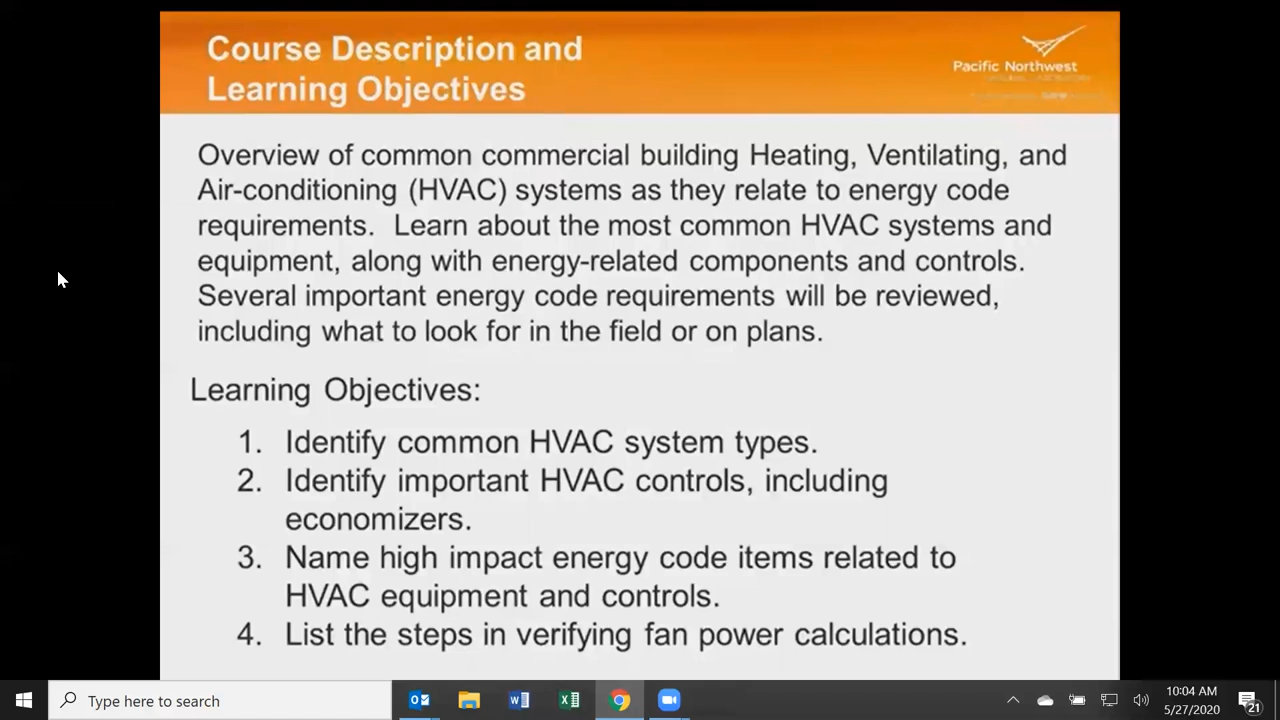 Course Description and
Learning Objectives
Pacific Northwest
Overview of common commercial building Heating, Ventilating, and
Air-conditioning (HVAC) systems as they relate to energy code
requirements.  Learn about the most common HVAC systems and
equipment, along with energy-related components and controls.
Several important energy code requirements will be reviewed,
including what to look for in the field or on plans.
Learning Objectives:
1. Identify common HVAC system types.
2. Identify important HVAC controls, including
economizers.
3. Name high impact energy code items related to
HVAC equipment and controls.
4. List the steps in verifying fan power calculations.
Type here to search
10:04 AM
5/27/2020
21